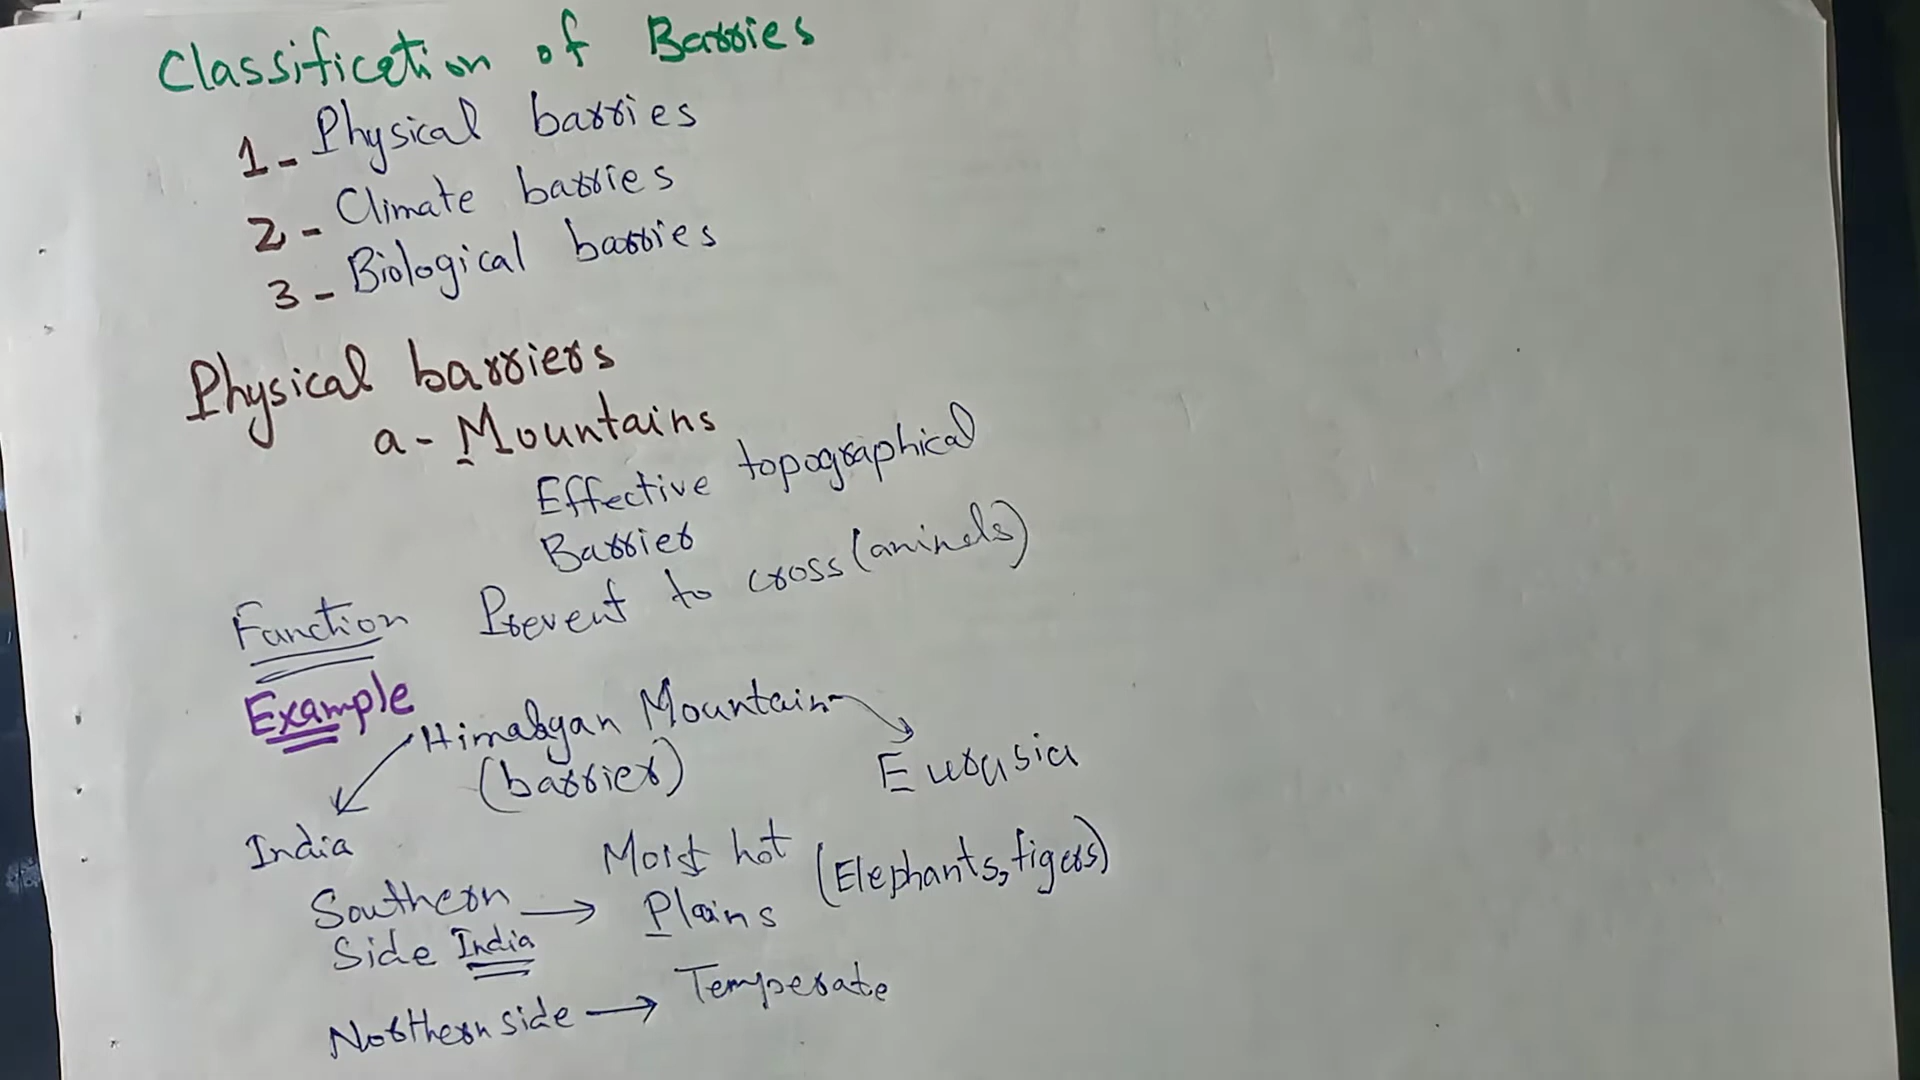 Classification of Barries
1- Physical barries
2- Climate barries
3- Biological barries
Physical barriers
a- Mountains
Effective topographical
Barrier
Function Prevent to cross (animals)
Example
Himalayan Mountain
(barrier)
Eurasia
India
Moist hot
Southern → Plains (Elephants, tigers)
Side India
Northern side → Temperate